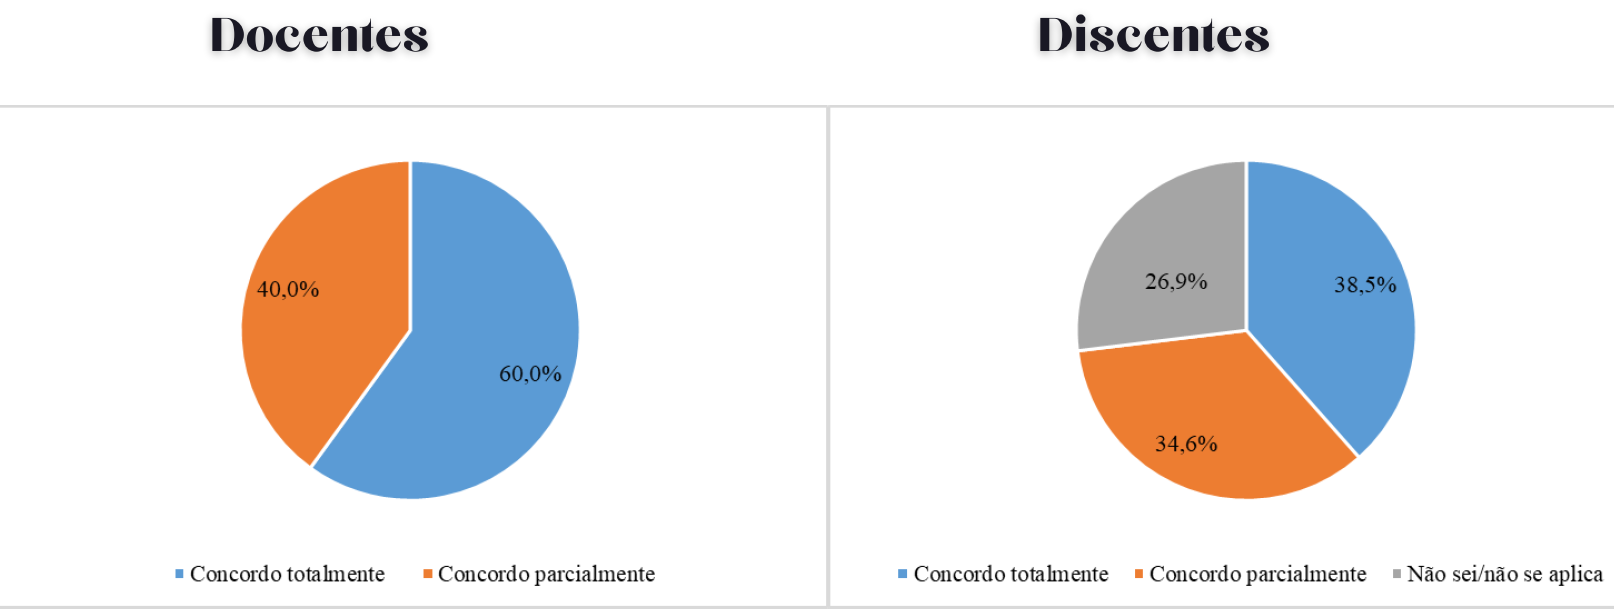 Docentes
Discentes
40,0%
60,0%
Concordo totalmente
Concordo parcialmente
26,9%
38,5%
34,6%
Concordo totalmente
Concordo parcialmente
Não sei/não se aplica